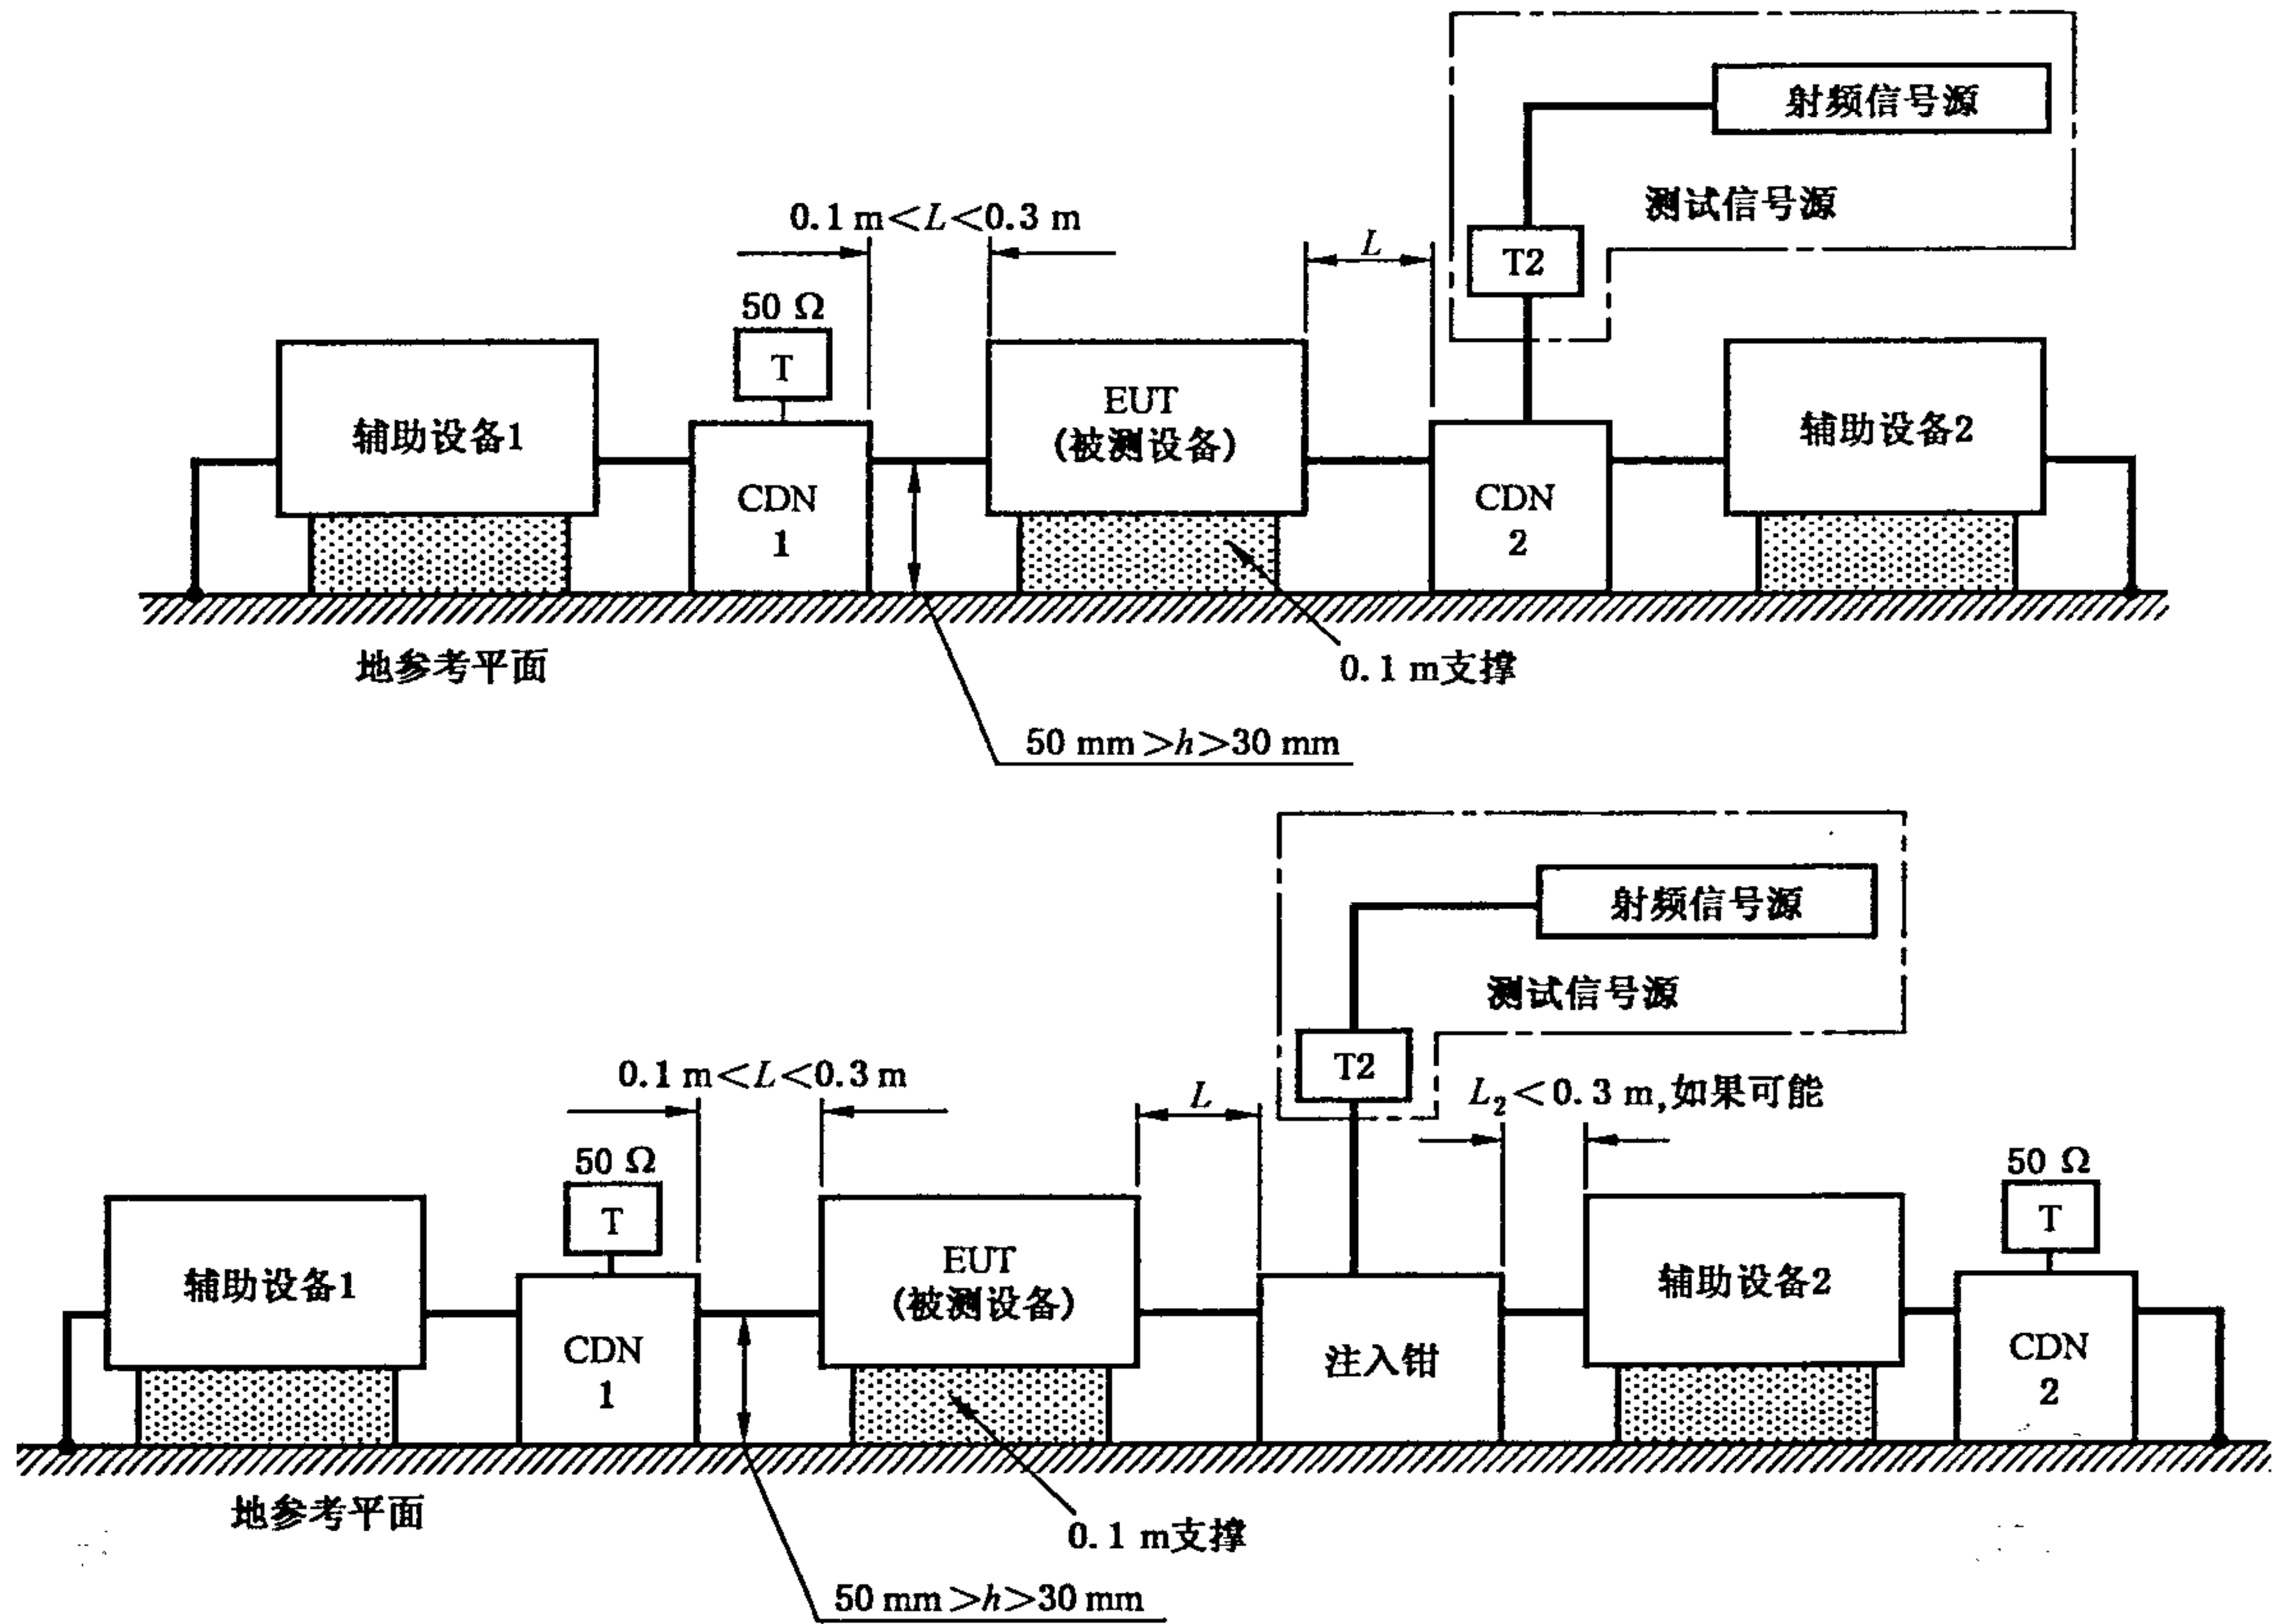 射频信号源
测试信号源
0.1 m<L<0.3 m
L
T2
50 Ω
T
辅助设备1
CDN
1
EUT
(被测设备)
CDN
2
辅助设备2
地参考平面
0.1 m支撑
50 mm>h>30 mm
射频信号源
测试信号源
T2
0.1 m<L<0.3 m
L
L₂<0.3 m,如果可能
50 Ω
T
50 Ω
T
辅助设备1
CDN
1
EUT
(被测设备)
注入钳
辅助设备2
CDN
2
地参考平面
0.1 m支撑
50 mm>h>30 mm